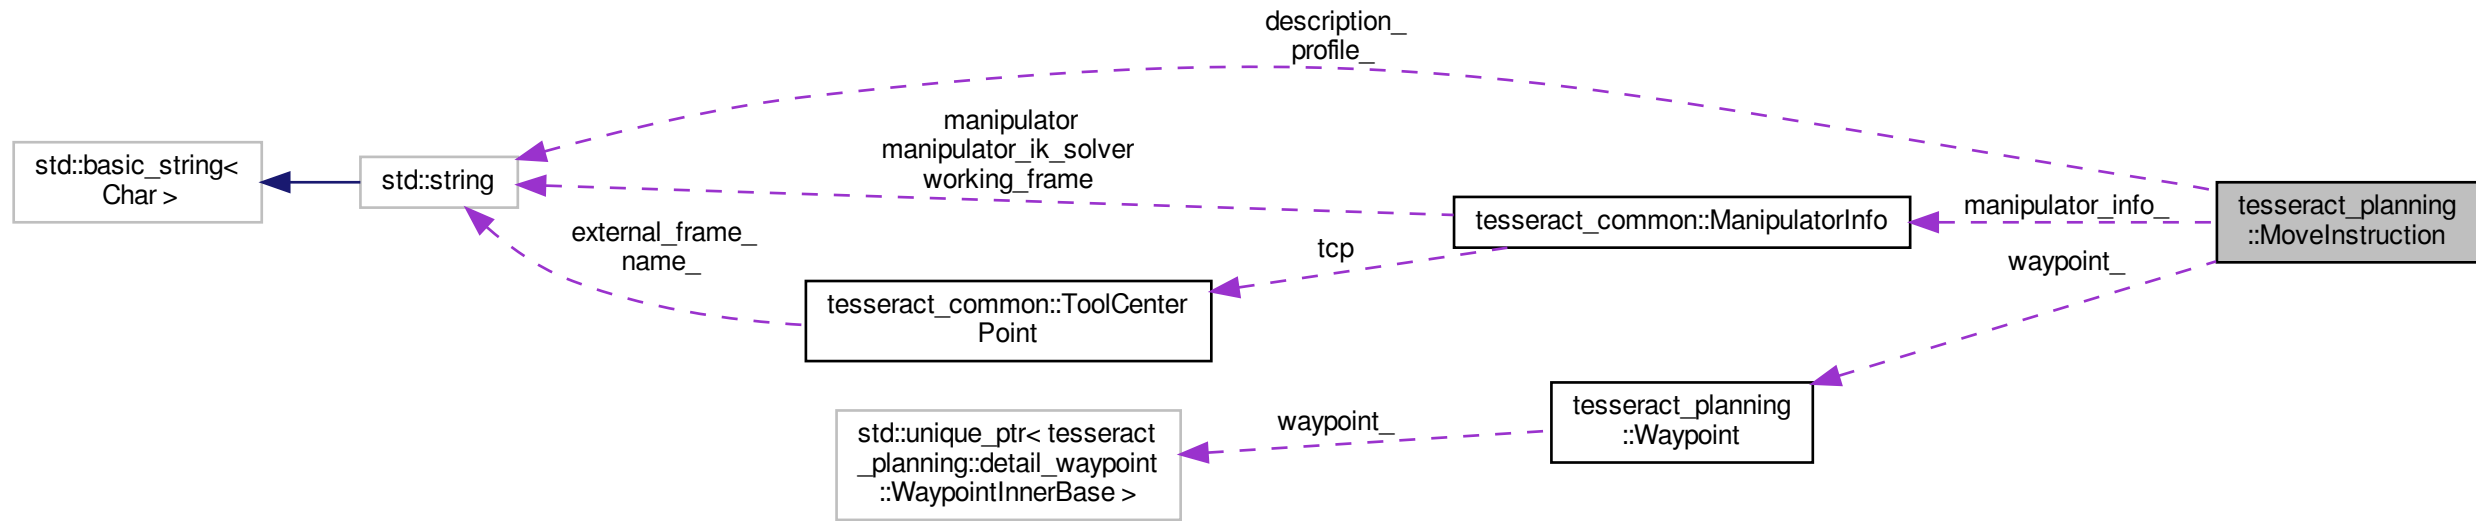 description_
profile_
manipulator
manipulator_ik_solver
working_frame
std::basic_string<
Char >
std::string
external_frame_
name_
tesseract_common::ManipulatorInfo
manipulator_info_
tesseract_planning
::MoveInstruction
tcp
waypoint_
tesseract_common::ToolCenter
Point
tesseract_planning
::Waypoint
waypoint_
std::unique_ptr< tesseract
_planning::detail_waypoint
::WaypointInnerBase >